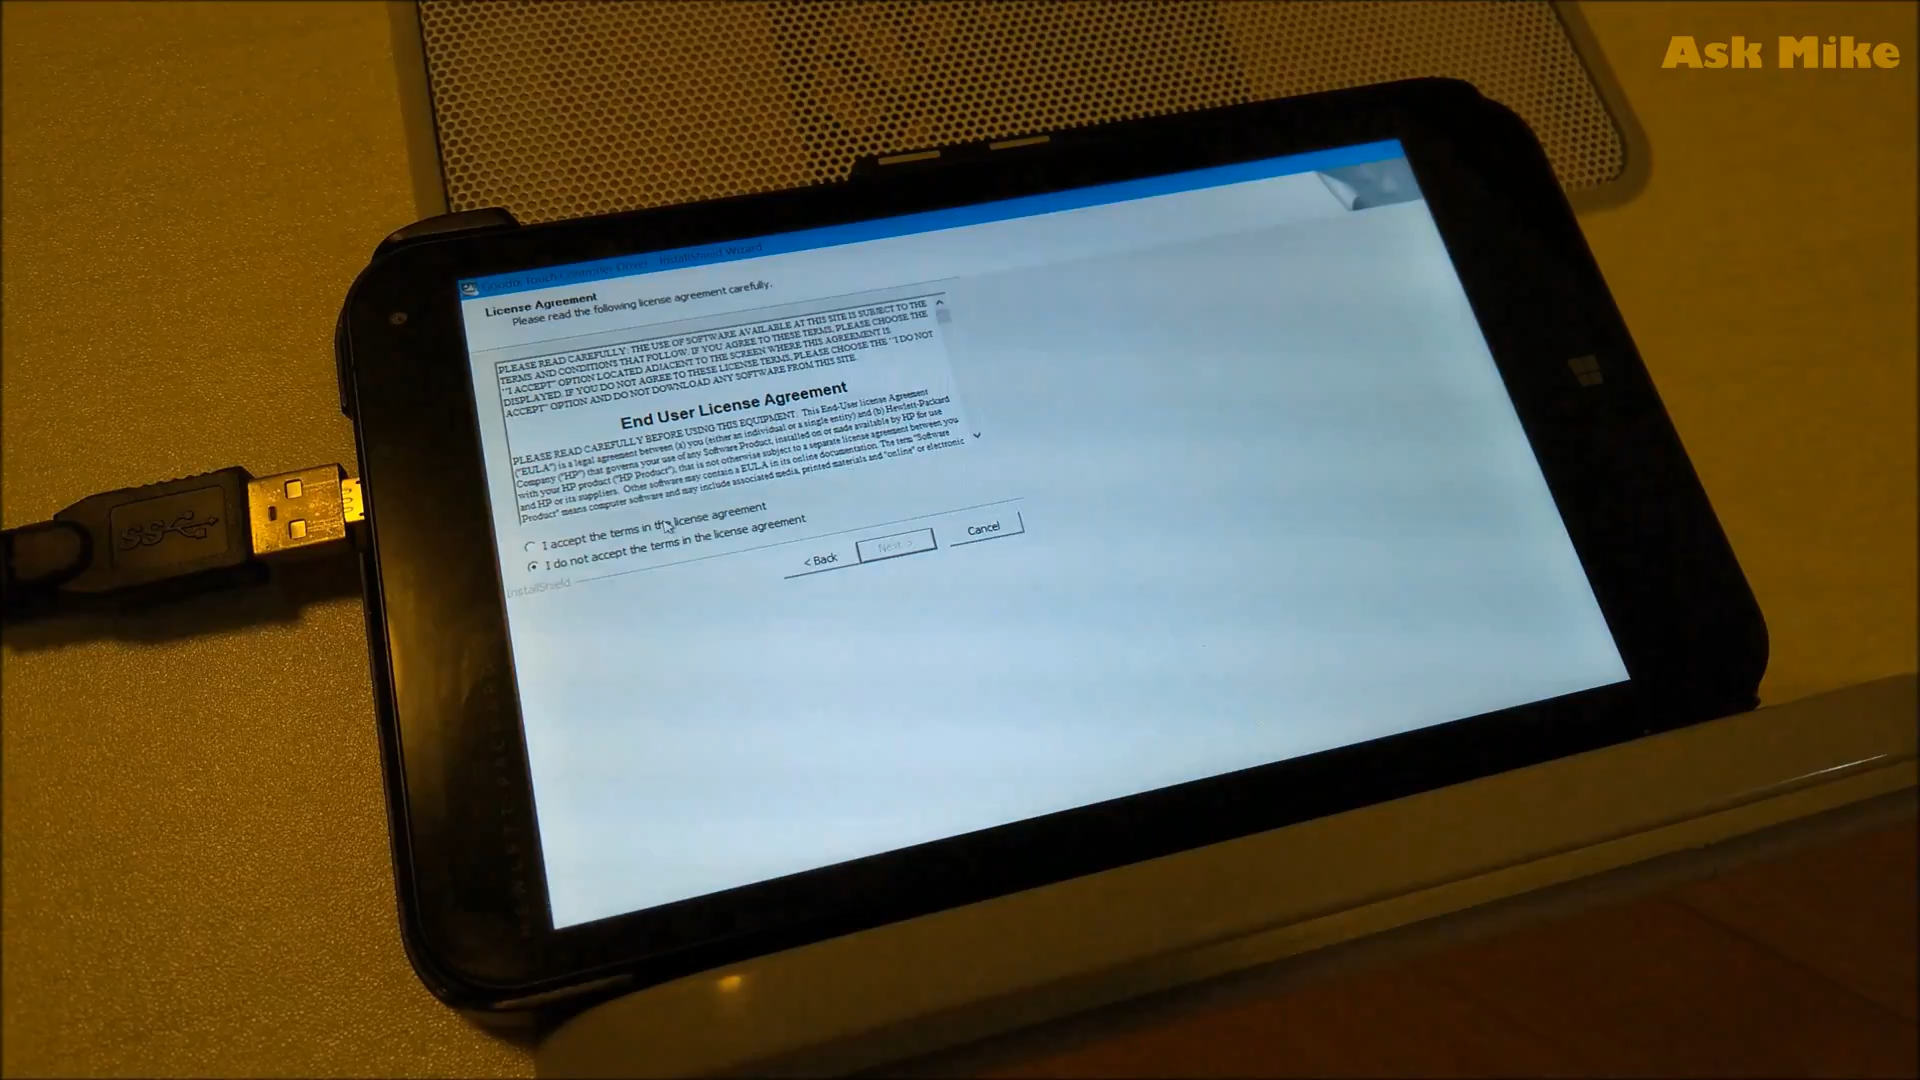 Ask Mike
Goodix Touch Controller Driver - InstallShield Wizard
License Agreement
Please read the following license agreement carefully.
PLEASE READ CAREFULLY: THE USE OF SOFTWARE AVAILABLE AT THIS SITE IS SUBJECT TO THE
TERMS AND CONDITIONS THAT FOLLOW. IF YOU AGREE TO THESE TERMS, PLEASE CHOOSE THE
"I ACCEPT" OPTION LOCATED ADJACENT TO THE SCREEN WHERE THIS AGREEMENT IS
DISPLAYED. IF YOU DO NOT AGREE TO THESE LICENSE TERMS, PLEASE CHOOSE THE "I DO NOT
ACCEPT" OPTION AND DO NOT DOWNLOAD ANY SOFTWARE FROM THIS SITE.
End User License Agreement
PLEASE READ CAREFULLY BEFORE USING THIS EQUIPMENT: This End-User license Agreement
("EULA") is a legal agreement between (a) you (either an individual or a single entity) and (b) Hewlett-Packard
Company ("HP") that governs your use of any Software Product, installed on or made available by HP for use
with your HP product ("HP Product"), that is not otherwise subject to a separate license agreement between you
and HP or its suppliers. Other software may contain a EULA in its online documentation. The term "Software
Product" means computer software and may include associated media, printed materials and "online" or electronic
I accept the terms in the license agreement
I do not accept the terms in the license agreement
InstallShield
< Back
Next >
Cancel
SS
HEWLETT-PACKARD